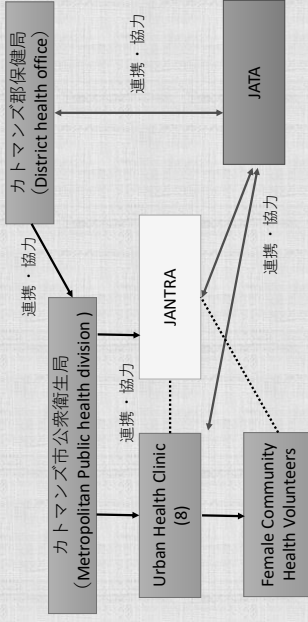 カトマンズ郡保健局
（District health office）
連携・協力
カトマンズ市公衆衛生局
（Metropolitan Public health division )
連携・協力
連携・協力
JATA
JANTRA
連携・協力
Urban Health Clinic
(8)
Female Community
Health Volunteers